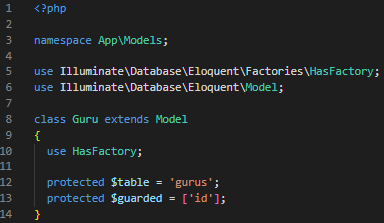 1 <?php
2
3 namespace App\Models;
4
5 use Illuminate\Database\Eloquent\Factories\HasFactory;
6 use Illuminate\Database\Eloquent\Model;
7
8 class Guru extends Model
9 {
10 use HasFactory;
11
12 protected $table = 'gurus';
13 protected $guarded = ['id'];
14 }